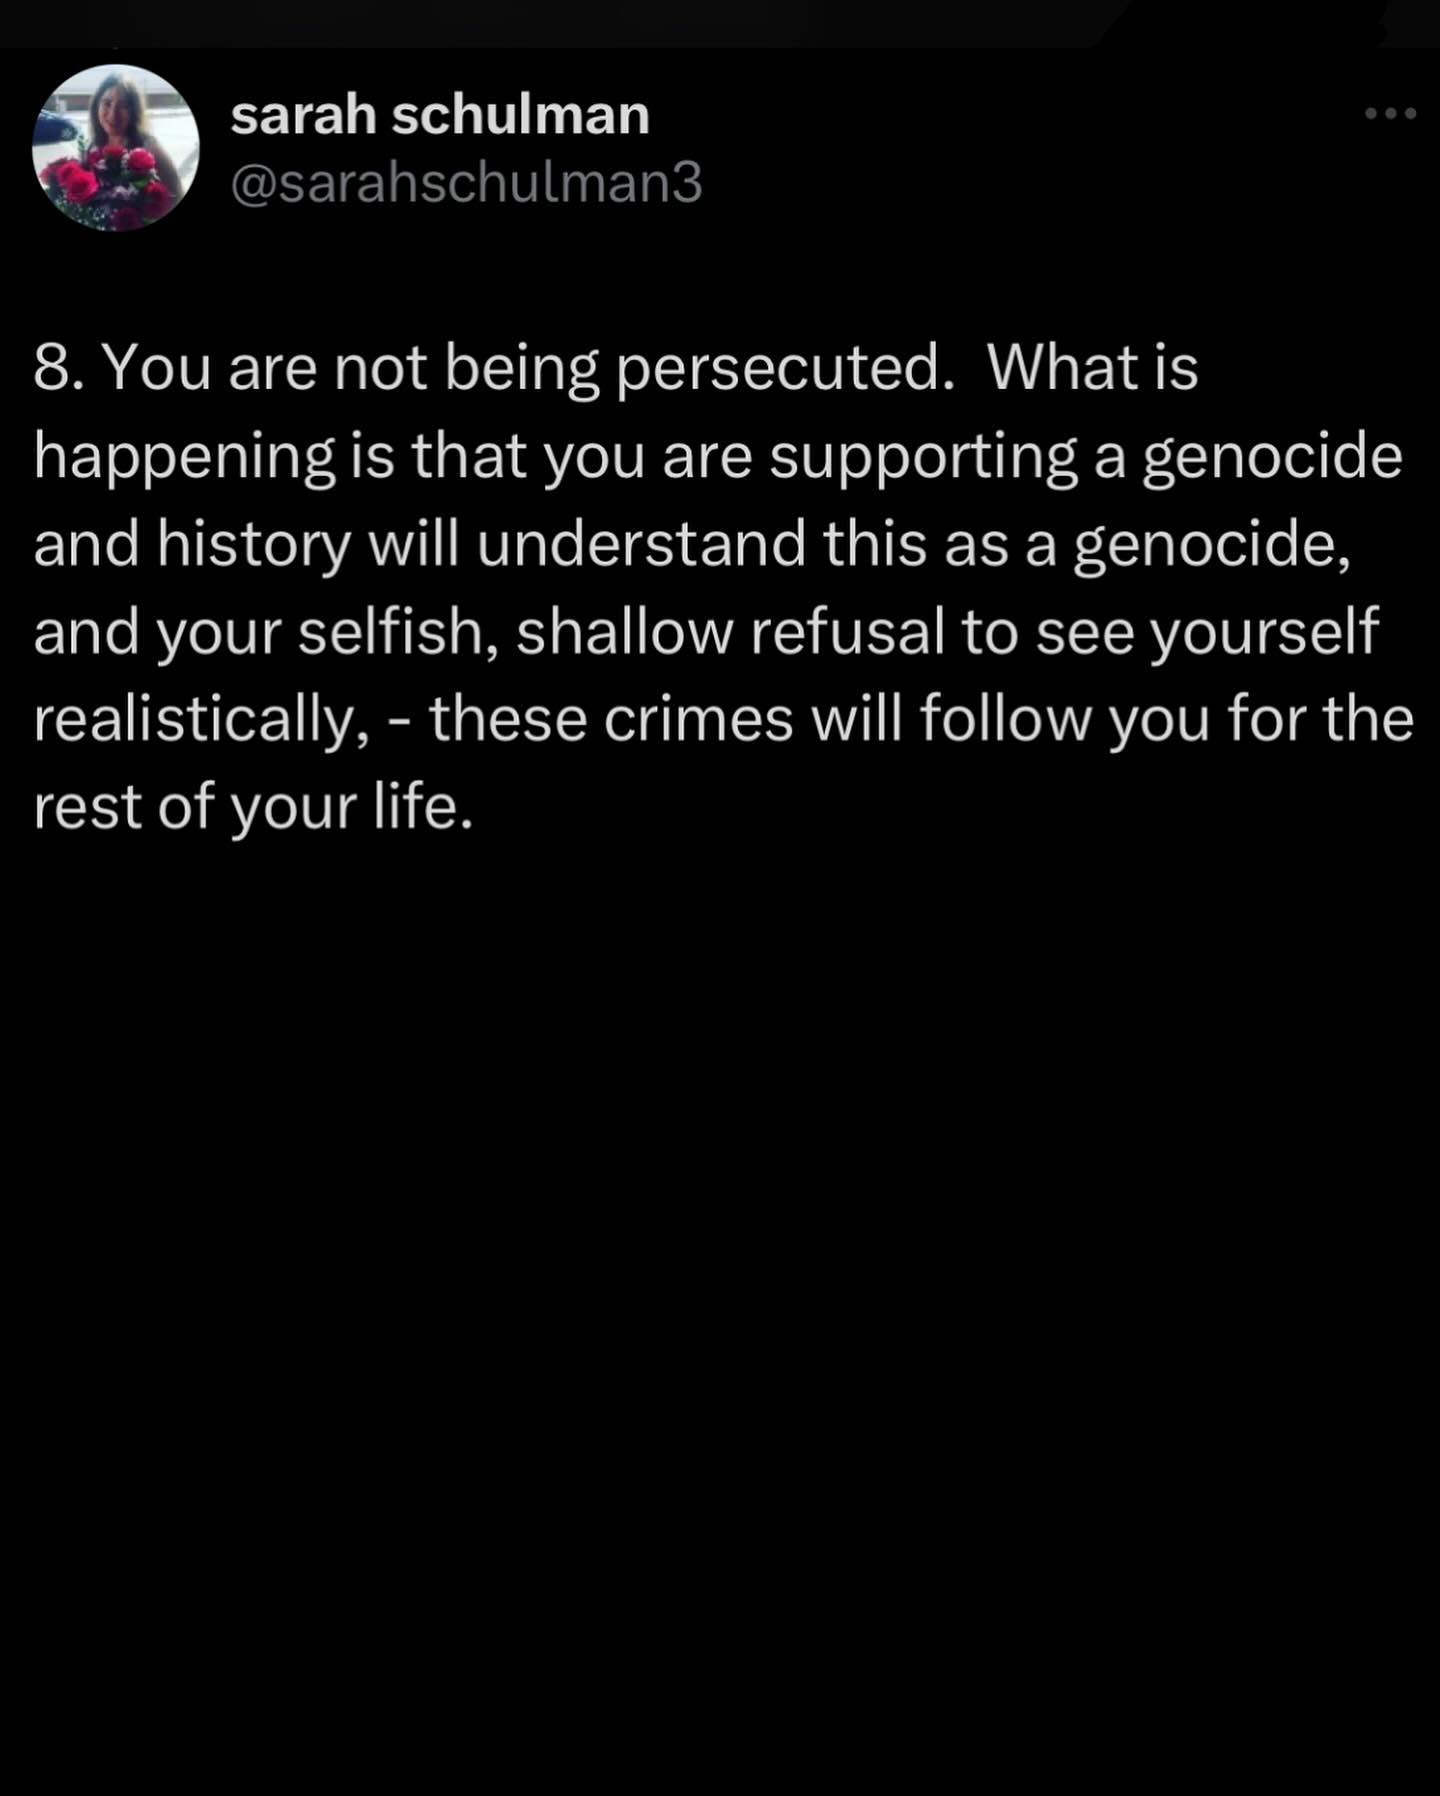 sarah schulman
@sarahschulman3
8. You are not being persecuted.  What is
happening is that you are supporting a genocide
and history will understand this as a genocide,
and your selfish, shallow refusal to see yourself
realistically, - these crimes will follow you for the
rest of your life.